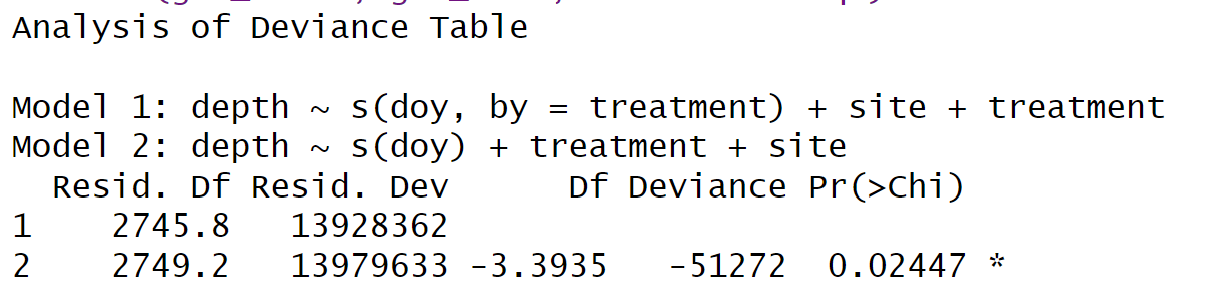 Analysis of Deviance Table
Model 1: depth ~ s(doy, by = treatment) + site + treatment
Model 2: depth ~ s(doy) + treatment + site
Resid. Df Resid. Dev Df Deviance Pr(>Chi)
1 2745.8 13928362
2 2749.2 13979633 -3.3935 -51272 0.02447 *